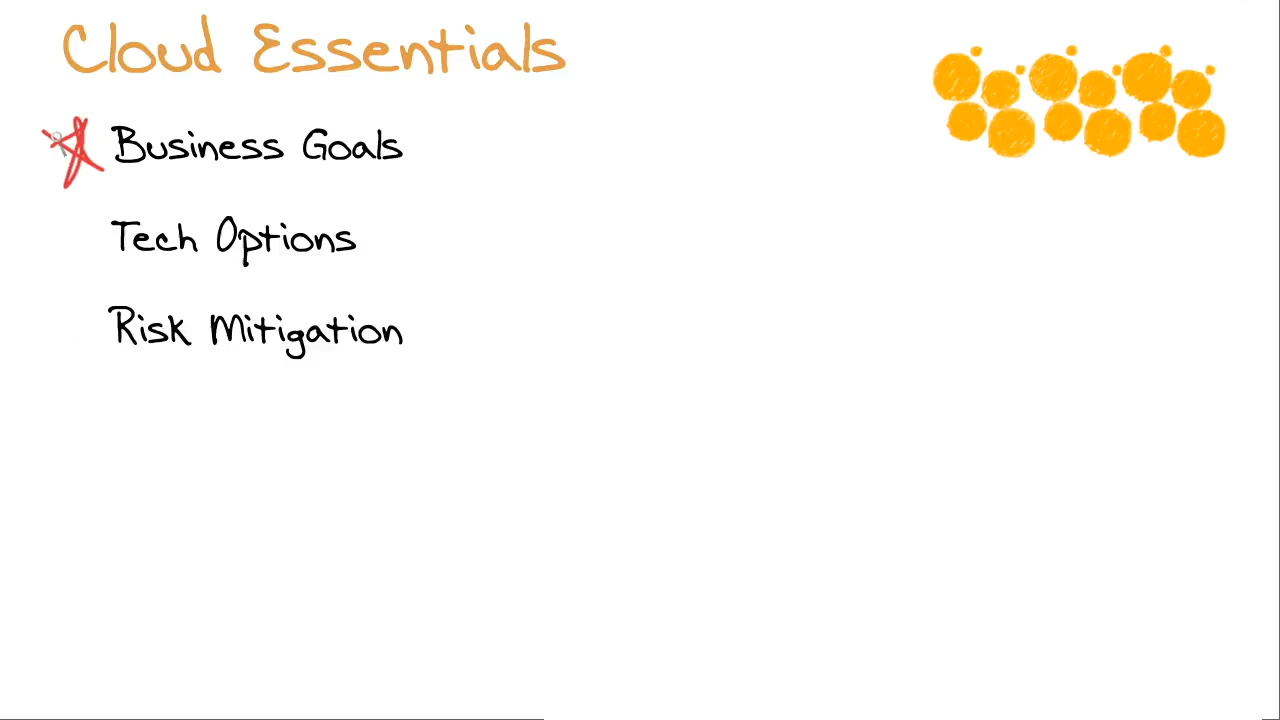 Cloud Essentials
Business Goals
Tech Options
Risk Mitigation